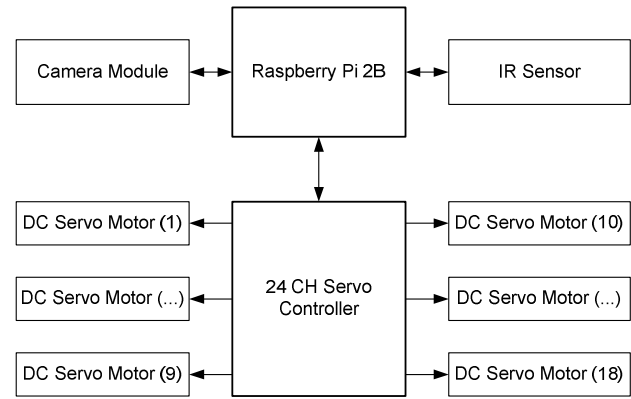 Camera Module
Raspberry Pi 2B
IR Sensor
DC Servo Motor (1)
DC Servo Motor (10)
DC Servo Motor (...)
24 CH Servo
Controller
DC Servo Motor (...)
DC Servo Motor (9)
DC Servo Motor (18)